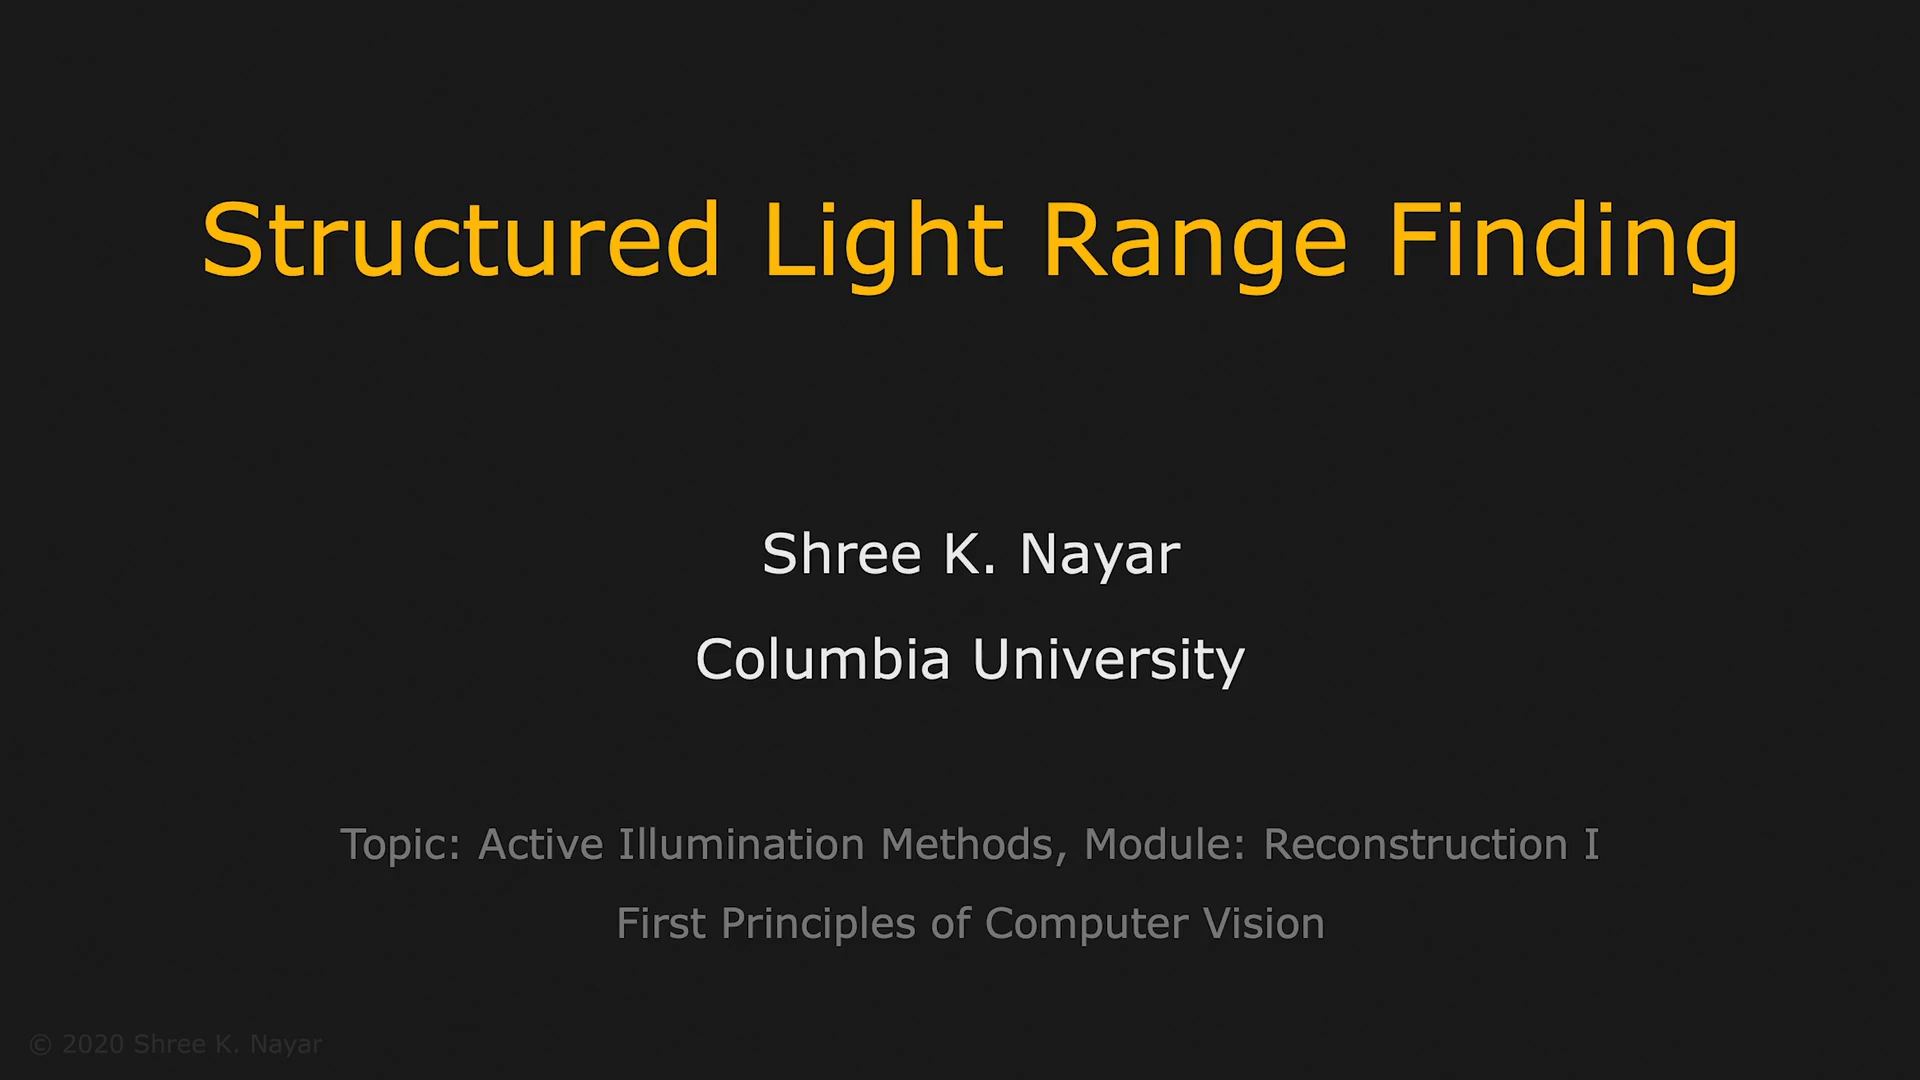 Structured Light Range Finding
Shree K. Nayar
Columbia University
Topic: Active Illumination Methods, Module: Reconstruction I
First Principles of Computer Vision
© 2020 Shree K. Nayar